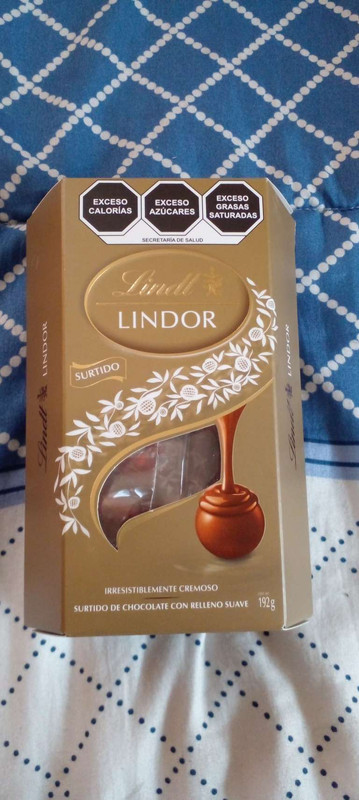 EXCESO CALORÍAS
EXCESO AZÚCARES
EXCESO GRASAS SATURADAS
SECRETARÍA DE SALUD
Lindt
LINDOR
SURTIDO
Lindt LINDOR
Lindt LINDOR
IRRESISTIBLEMENTE CREMOSO
SURTIDO DE CHOCOLATE CON RELLENO SUAVE
192g